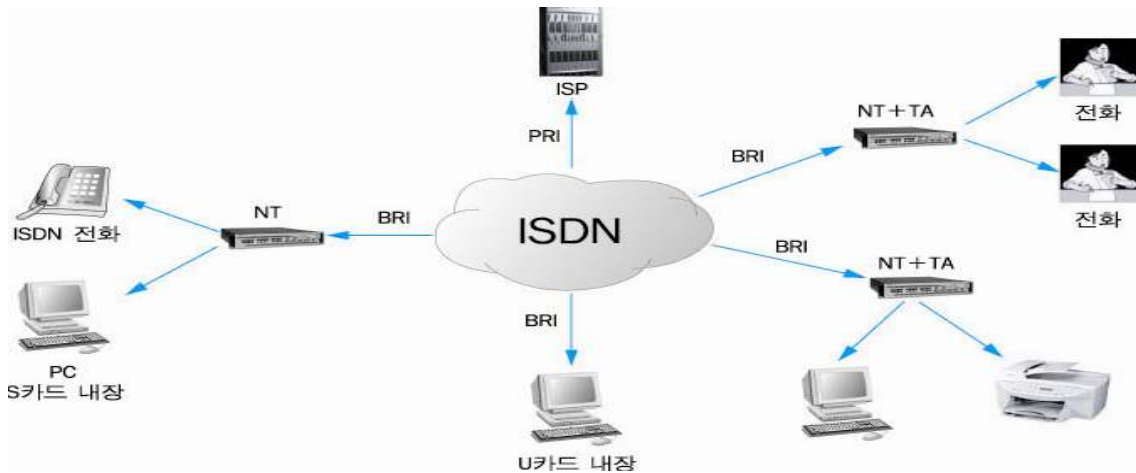 ISP
PRI
NT+TA
전화
BRI
전화
ISDN 전화
NT
BRI
ISDN
BRI
NT+TA
PC
S카드 내장
BRI
U카드 내장